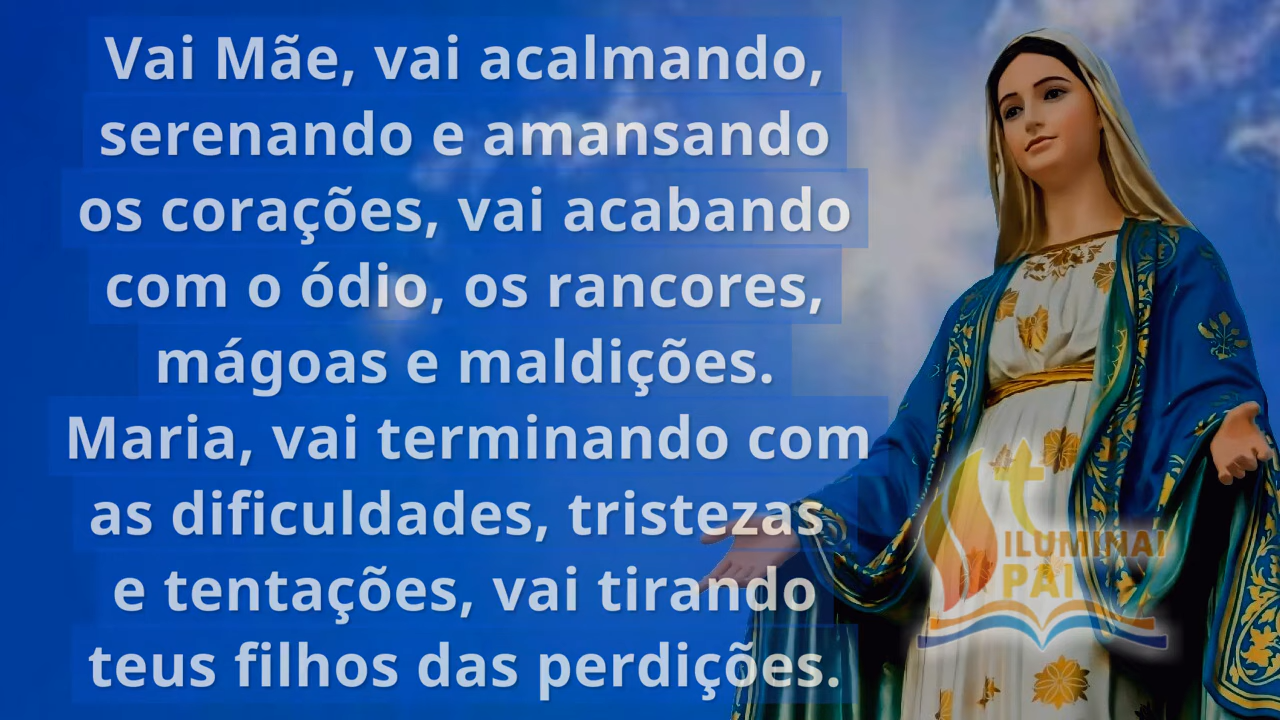 Vai Mãe, vai acalmando,
serenando e amansando
os corações, vai acabando
com o ódio, os rancores,
mágoas e maldições.
Maria, vai terminando com
as dificuldades, tristezas
e tentações, vai tirando
teus filhos das perdições.
ILUMINAI
PAI